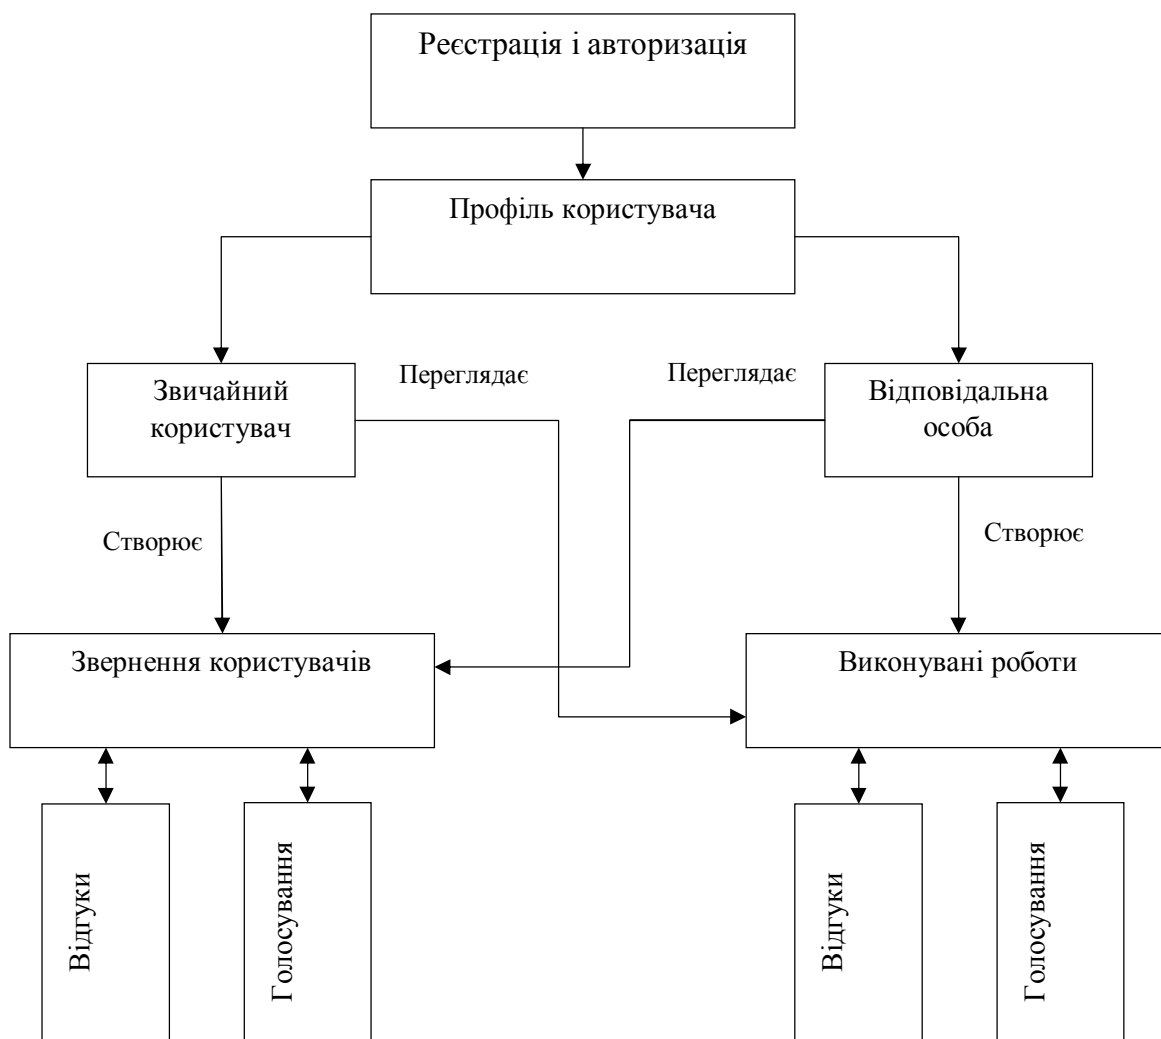 Реєстрація і авторизація
Профіль користувача
Переглядає
Переглядає
Звичайний
користувач
Відповідальна
особа
Створює
Створює
Звернення користувачів
Виконувані роботи
Відгуки
Голосування
Відгуки
Голосування